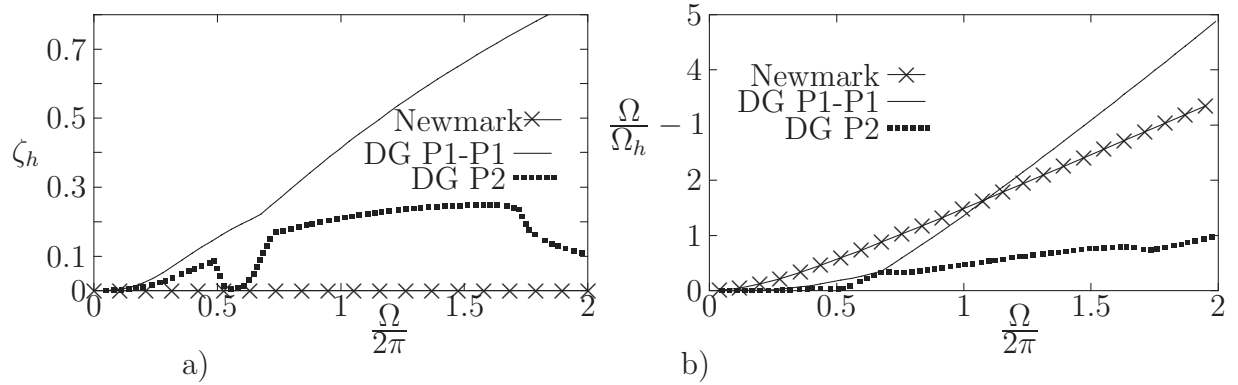 0.7
0.5
0.3
0.1
0
ζ_h
Newmark
DG P1-P1
DG P2
0 0.5 1 1.5 2
Ω
2π
a)
5
4
2
1
0
Ω
Ω_h − 1
Newmark
DG P1-P1
DG P2
0 0.5 1 1.5 2
Ω
2π
b)